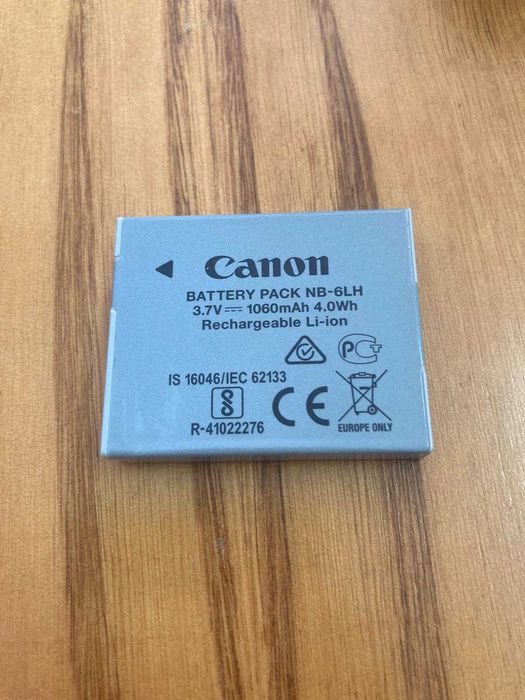 Canon
BATTERY PACK NB-6LH
3.7V 1060mAh 4.0Wh
Rechargeable Li-ion
IS 16046/IEC 62133
R-41022276
CE
EUROPE ONLY